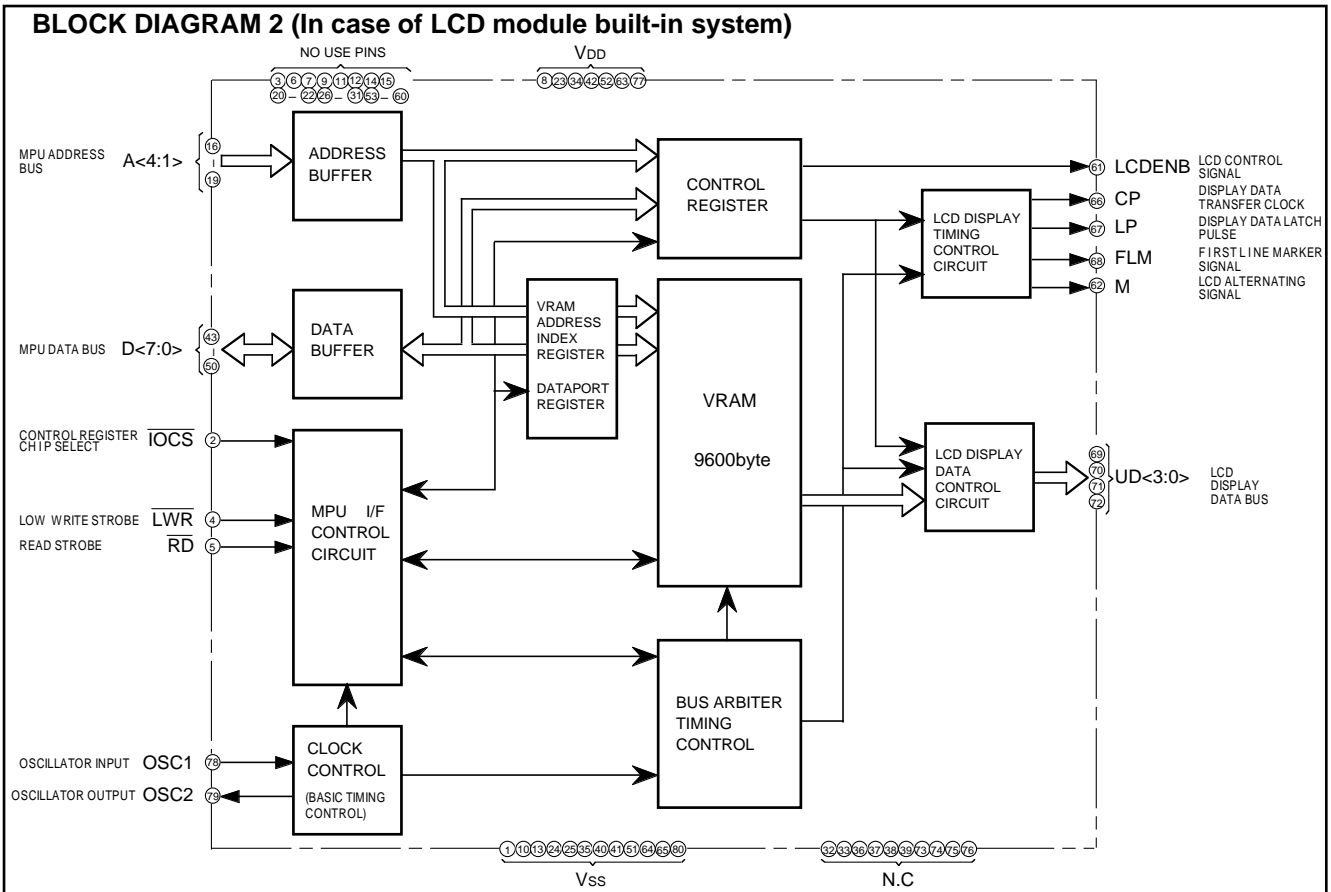 BLOCK DIAGRAM 2 (In case of LCD module built-in system)
NO USE PINS
3 6 7 9 11 12 14 15
20 – 22 26 – 31 53 – 60
VDD
8 23 34 42 52 63 77
MPU ADDRESS
BUS
A<4:1>
16
19
ADDRESS
BUFFER
CONTROL
REGISTER
61 LCDENB
LCD CONTROL
SIGNAL
LCD DISPLAY
TIMING
CONTROL
CIRCUIT
66 CP
DISPLAY DATA
TRANSFER CLOCK
67 LP
DISPLAY DATA LATCH
PULSE
68 FLM
FIRST LINE MARKER
SIGNAL
62 M
LCD ALTERNATING
SIGNAL
MPU DATA BUS
D<7:0>
43
50
DATA
BUFFER
VRAM
ADDRESS
INDEX
REGISTER
DATAPORT
REGISTER
VRAM
9600byte
CONTROL REGISTER
CHIP SELECT
IOCS
2
LOW WRITE STROBE
LWR
4
READ STROBE
RD
5
MPU I/F
CONTROL
CIRCUIT
LCD DISPLAY
DATA
CONTROL
CIRCUIT
69
70
71
72
UD<3:0>
LCD
DISPLAY
DATA BUS
BUS ARBITER
TIMING
CONTROL
OSCILLATOR INPUT OSC1 78
OSCILLATOR OUTPUT OSC2 79
CLOCK
CONTROL
(BASIC TIMING
CONTROL)
1 10 13 24 25 35 40 41 51 64 65 80
VSS
32 33 36 37 38 39 73 74 75 76
N.C